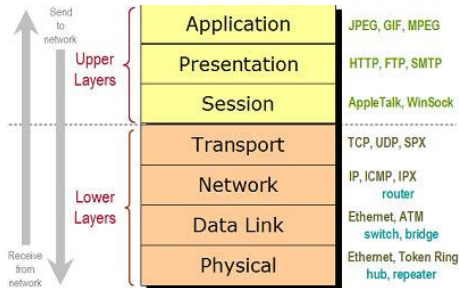 Send
to
network
Upper
Layers
Application
JPEG, GIF, MPEG
Presentation
HTTP, FTP, SMTP
Session
AppleTalk, WinSock
Lower
Layers
Transport
TCP, UDP, SPX
Network
IP, ICMP, IPX
router
Data Link
Ethernet, ATM
switch, bridge
Physical
Ethernet, Token Ring
hub, repeater
Receive
from
network